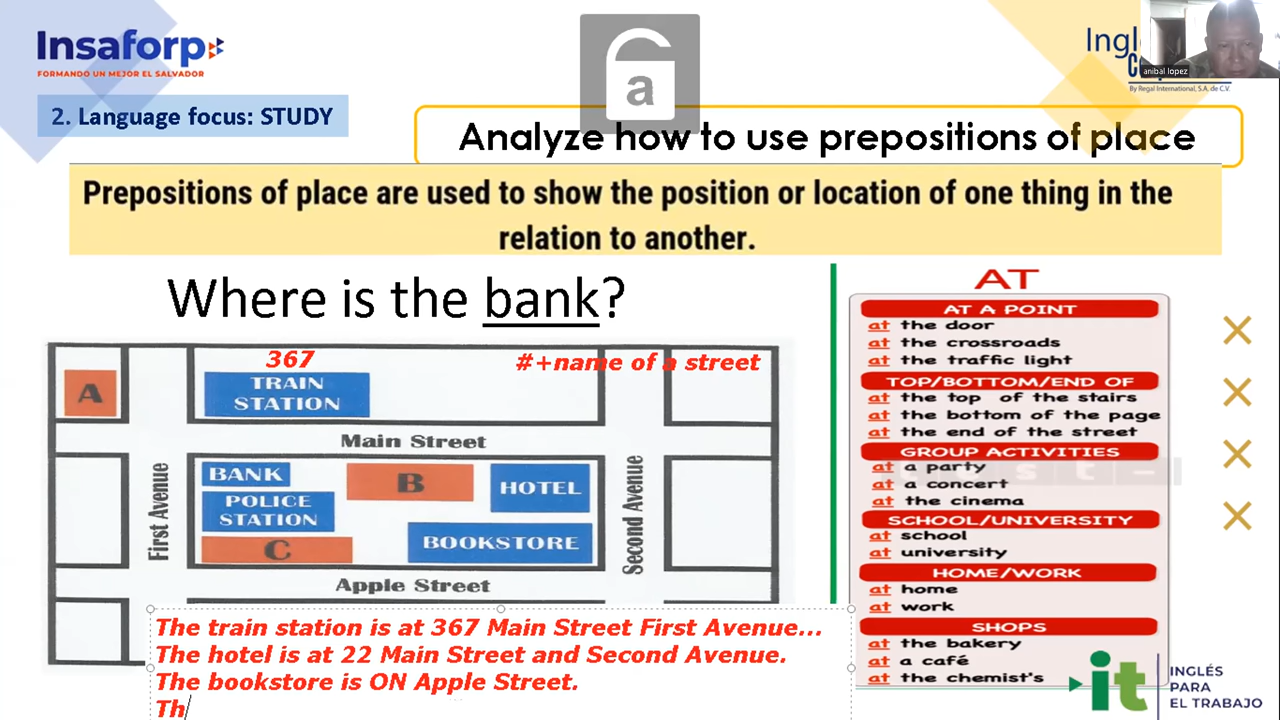 Insaforp
FORMANDO UN MEJOR EL SALVADOR
a
anibal lopez
By Regal International, S.A. de C.V.
2. Language focus: STUDY
Analyze how to use prepositions of place
Prepositions of place are used to show the position or location of one thing in the
relation to another.
Where is the bank?
367
#+name of a street
A
TRAIN
STATION
Main Street
BANK
B
HOTEL
POLICE
STATION
C
BOOKSTORE
First Avenue
Second Avenue
Apple Street
The train station is at 367 Main Street First Avenue...
The hotel is at 22 Main Street and Second Avenue.
The bookstore is ON Apple Street.
Th
AT
AT A POINT
at the door
at the crossroads
at the traffic light
TOP/BOTTOM/END OF
at the top of the stairs
at the bottom of the page
at the end of the street
GROUP ACTIVITIES
at a party
at a concert
at the cinema
SCHOOL/UNIVERSITY
at school
at university
HOME/WORK
at home
at work
SHOPS
at the bakery
at a café
at the chemist's
it
INGLÉS
PARA
EL TRABAJO